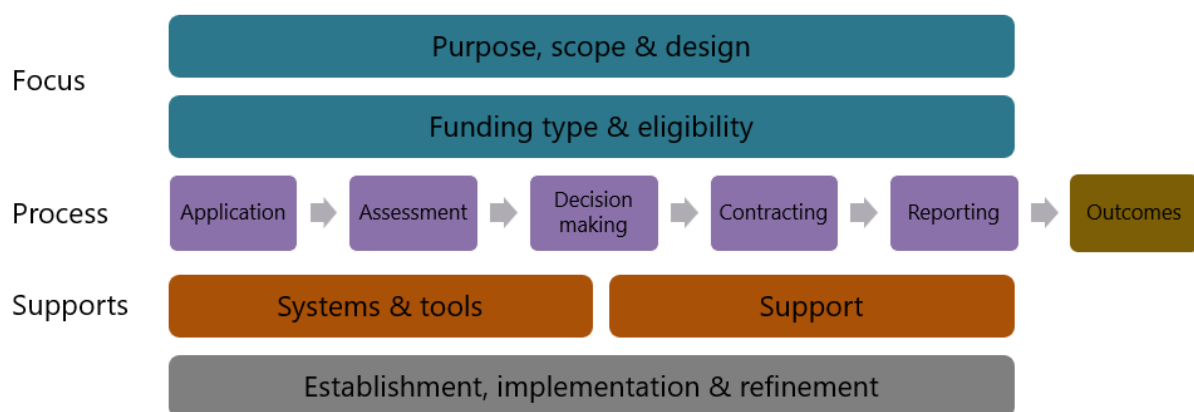 Focus
Purpose, scope & design
Funding type & eligibility
Process
Application
Assessment
Decision
making
Contracting
Reporting
Outcomes
Supports
Systems & tools
Support
Establishment, implementation & refinement